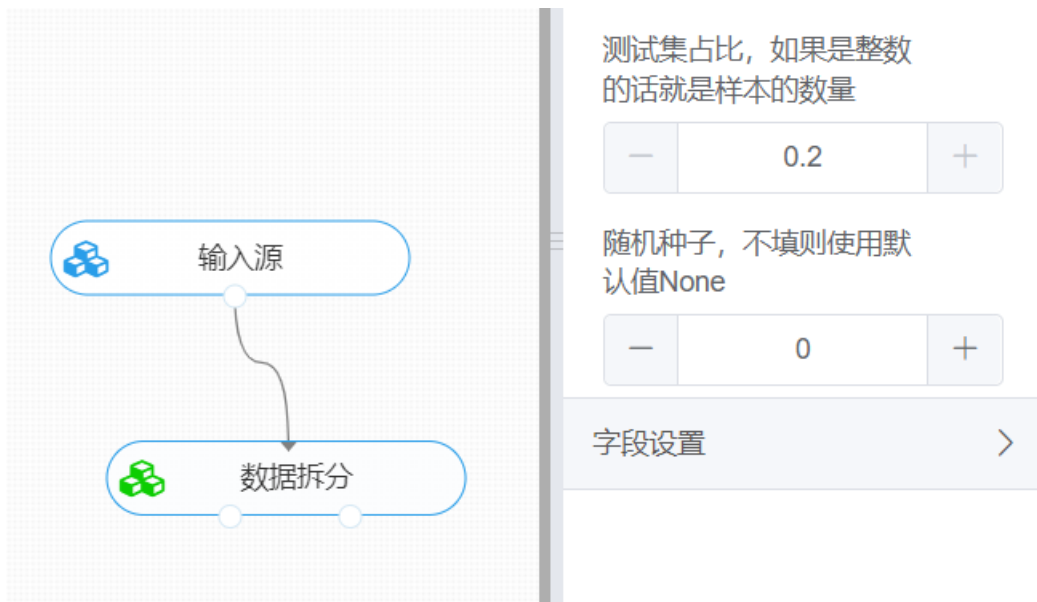 输入源
数据拆分
测试集占比，如果是整数
的话就是样本的数量
0.2
随机种子，不填则使用默
认值None
0
字段设置